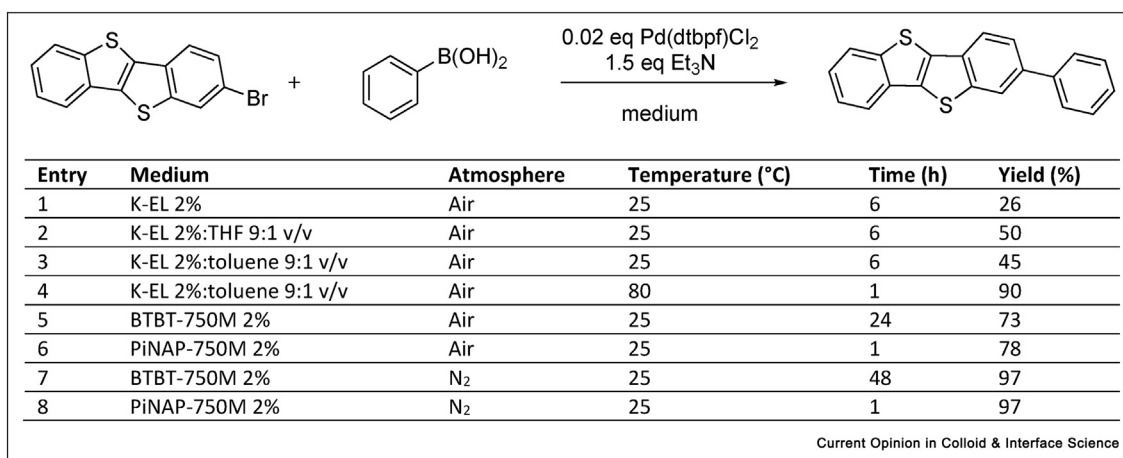 S
S
Br
+
B(OH)₂
0.02 eq Pd(dtbpf)Cl₂
1.5 eq Et₃N
medium
S
S
Entry Medium Atmosphere Temperature (°C) Time (h) Yield (%)
1 K-EL 2% Air 25 6 26
2 K-EL 2%:THF 9:1 v/v Air 25 6 50
3 K-EL 2%:toluene 9:1 v/v Air 25 6 45
4 K-EL 2%:toluene 9:1 v/v Air 80 1 90
5 BTBT-750M 2% Air 25 24 73
6 PiNAP-750M 2% Air 25 1 78
7 BTBT-750M 2% N₂ 25 48 97
8 PiNAP-750M 2% N₂ 25 1 97
Current Opinion in Colloid & Interface Science